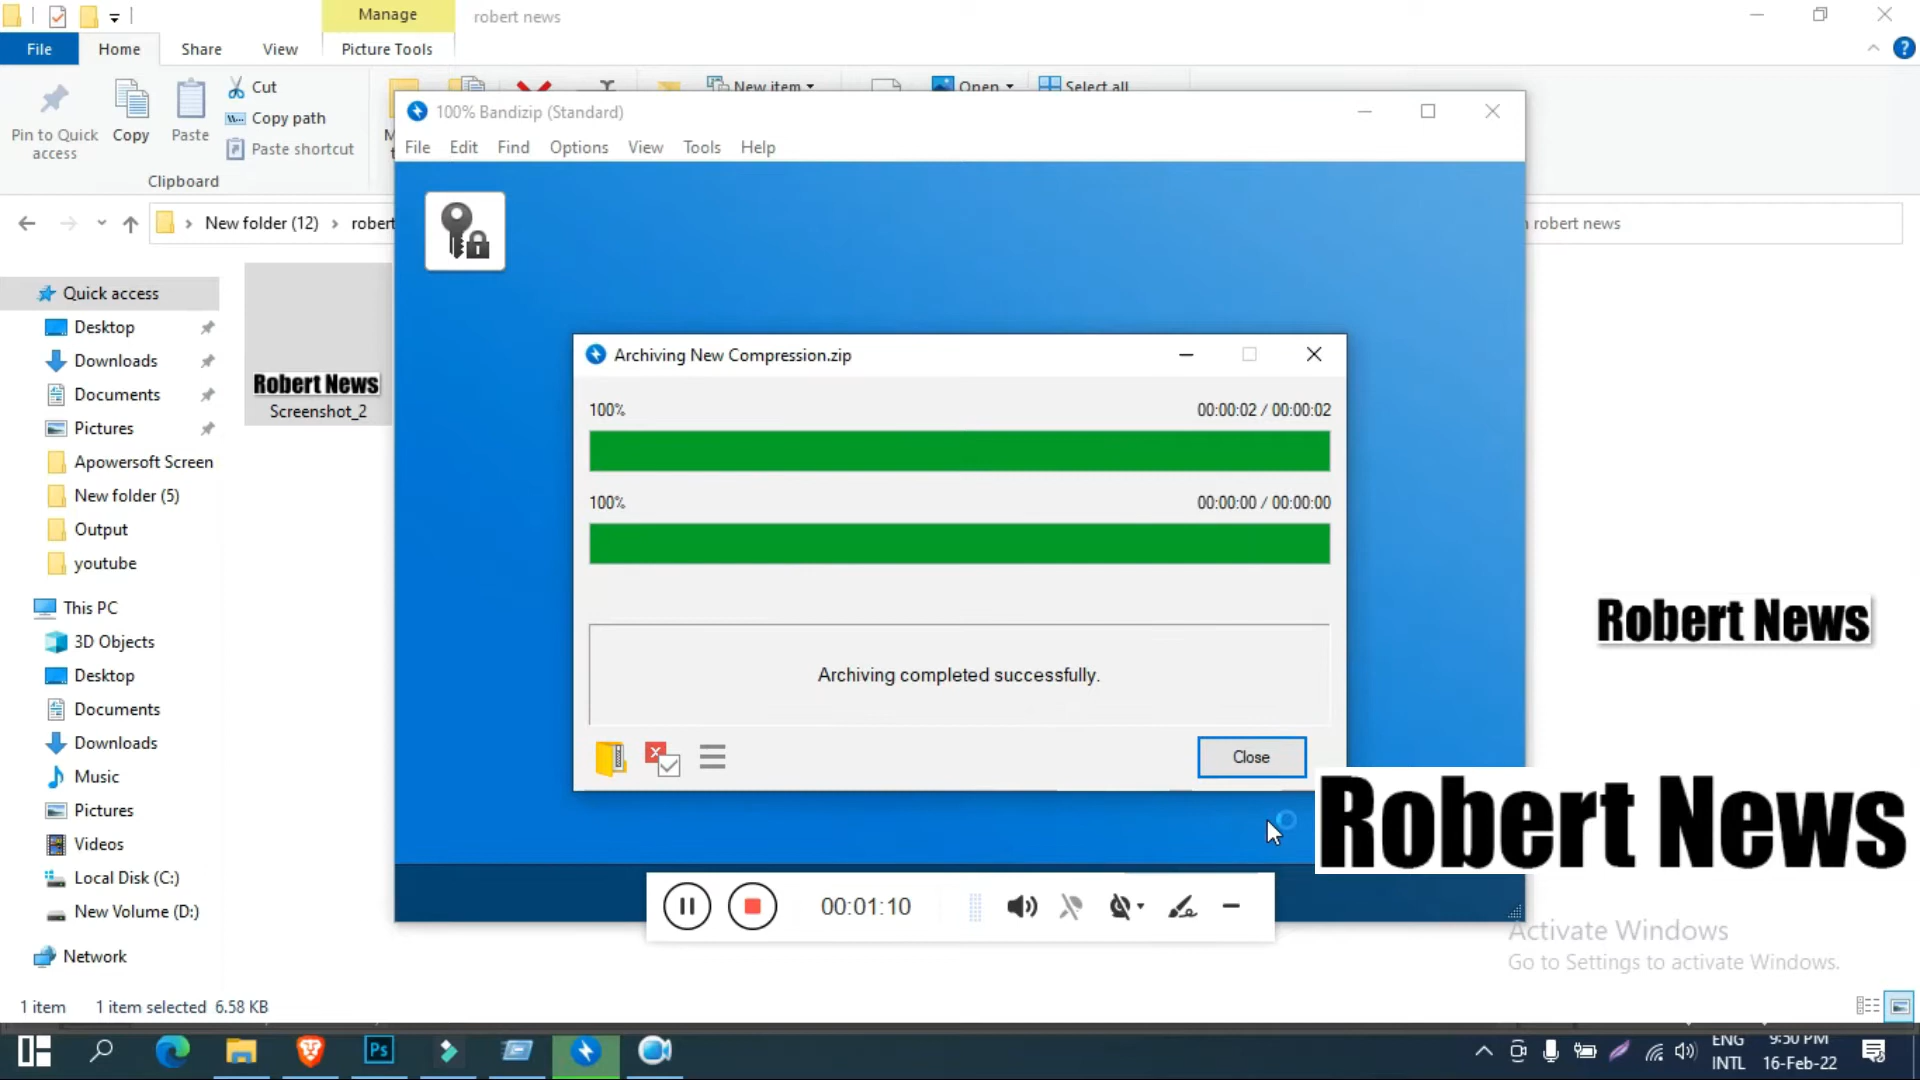 Manage
robert news
File
Home
Share
View
Picture Tools
Pin to Quick
access
Copy
Paste
Cut
Copy path
Paste shortcut
Clipboard
New item
Open
Select all
New folder (12)
robert
robert news
100% Bandizip (Standard)
File
Edit
Find
Options
View
Tools
Help
Quick access
Desktop
Downloads
Documents
Pictures
Apowersoft Screen
New folder (5)
Output
youtube
This PC
3D Objects
Desktop
Documents
Downloads
Music
Pictures
Videos
Local Disk (C:)
New Volume (D:)
Network
Robert News
Screenshot_2
Archiving New Compression.zip
100%
00:00:02 / 00:00:02
100%
00:00:00 / 00:00:00
Archiving completed successfully.
Close
Robert News
Robert News
00:01:10
Activate Windows
Go to Settings to activate Windows.
1 item
1 item selected 6.58 KB
Ps
ENG
INTL
9:50 PM
16-Feb-22